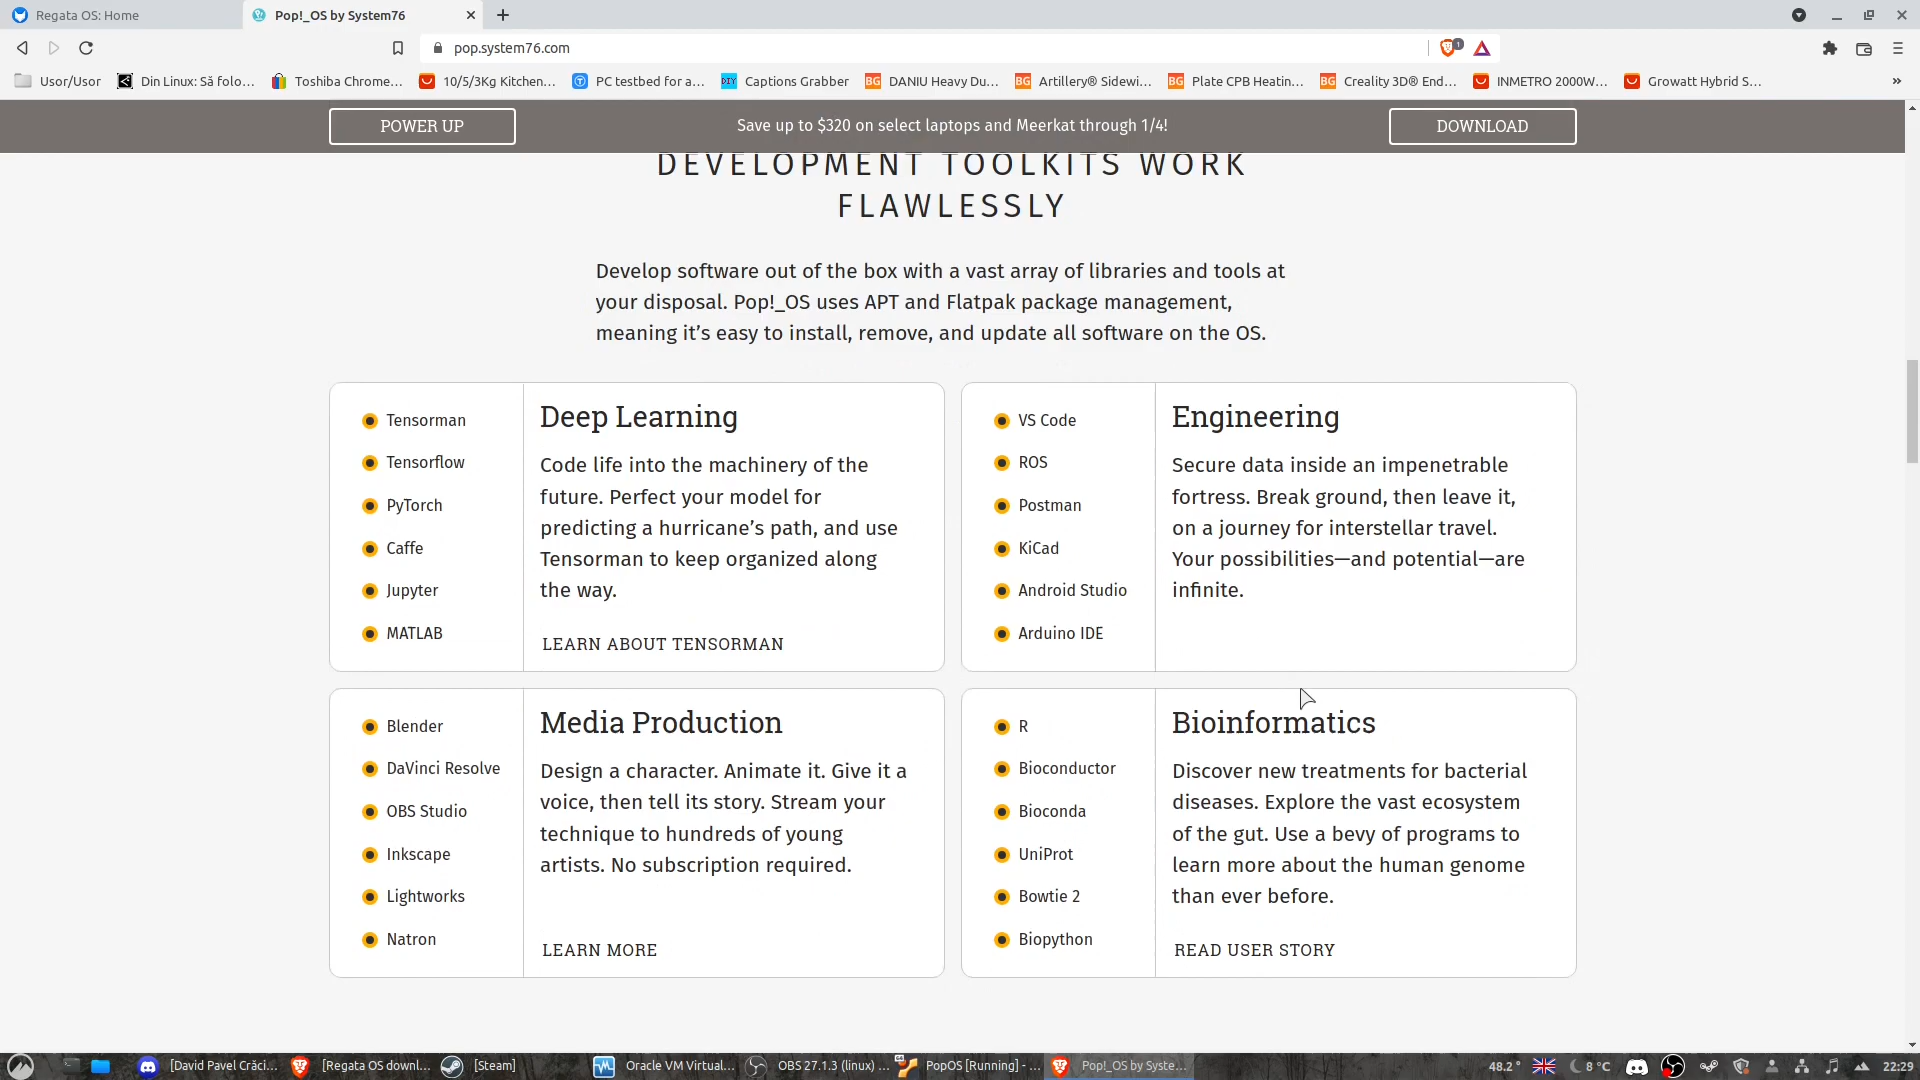 Regata OS: Home
Pop!_OS by System76
pop.system76.com
1
Usor/Usor
Din Linux: Să folo...
Toshiba Chrome...
10/5/3Kg Kitchen...
PC testbed for a...
DIY
Captions Grabber
BG
DANIU Heavy Du...
BG
Artillery® Sidewi...
BG
Plate CPB Heatin...
BG
Creality 3D® End...
INMETRO 2000W...
Growatt Hybrid S...
»
POWER UP
Save up to $320 on select laptops and Meerkat through 1/4!
DOWNLOAD
DEVELOPMENT TOOLKITS WORK
FLAWLESSLY
Develop software out of the box with a vast array of libraries and tools at
your disposal. Pop!_OS uses APT and Flatpak package management,
meaning it’s easy to install, remove, and update all software on the OS.
Tensorman
Tensorflow
PyTorch
Caffe
Jupyter
MATLAB
Deep Learning
Code life into the machinery of the
future. Perfect your model for
predicting a hurricane’s path, and use
Tensorman to keep organized along
the way.
LEARN ABOUT TENSORMAN
VS Code
ROS
Postman
KiCad
Android Studio
Arduino IDE
Engineering
Secure data inside an impenetrable
fortress. Break ground, then leave it,
on a journey for interstellar travel.
Your possibilities—and potential—are
infinite.
Blender
DaVinci Resolve
OBS Studio
Inkscape
Lightworks
Natron
Media Production
Design a character. Animate it. Give it a
voice, then tell its story. Stream your
technique to hundreds of young
artists. No subscription required.
LEARN MORE
R
Bioconductor
Bioconda
UniProt
Bowtie 2
Biopython
Bioinformatics
Discover new treatments for bacterial
diseases. Explore the vast ecosystem
of the gut. Use a bevy of programs to
learn more about the human genome
than ever before.
READ USER STORY
[David Pavel Crăci...
[Regata OS downl...
[Steam]
Oracle VM Virtual...
OBS 27.1.3 (linux) ...
PopOS [Running] - ...
Pop!_OS by Syste...
48.2 °
8 °C
22:29